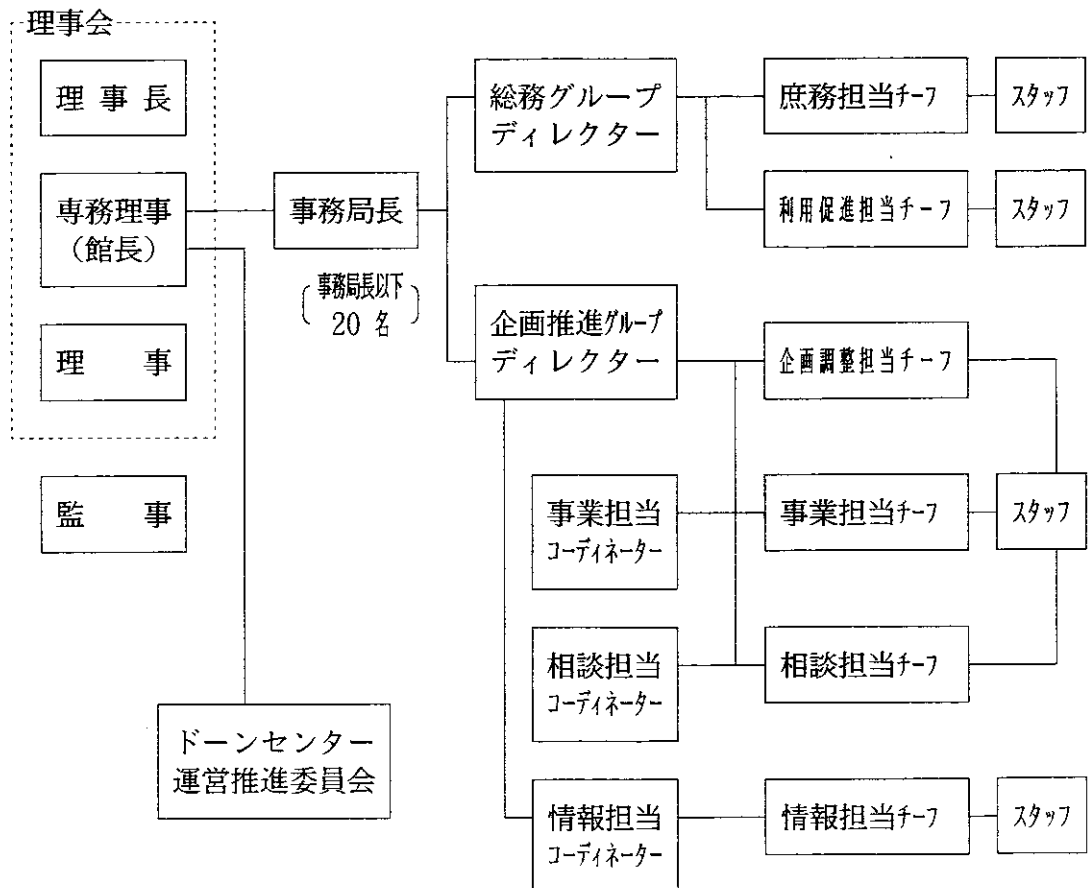 理事会
理事長
専務理事
（館長）
理事
監事
ドーンセンター
運営推進委員会
事務局長
事務局長以下
20名
総務グループ
ディレクター
庶務担当チーフ
スタッフ
利用促進担当チーフ
スタッフ
企画推進グループ
ディレクター
企画調整担当チーフ
事業担当
コーディネーター
事業担当チーフ
スタッフ
相談担当
コーディネーター
相談担当チーフ
情報担当
コーディネーター
情報担当チーフ
スタッフ